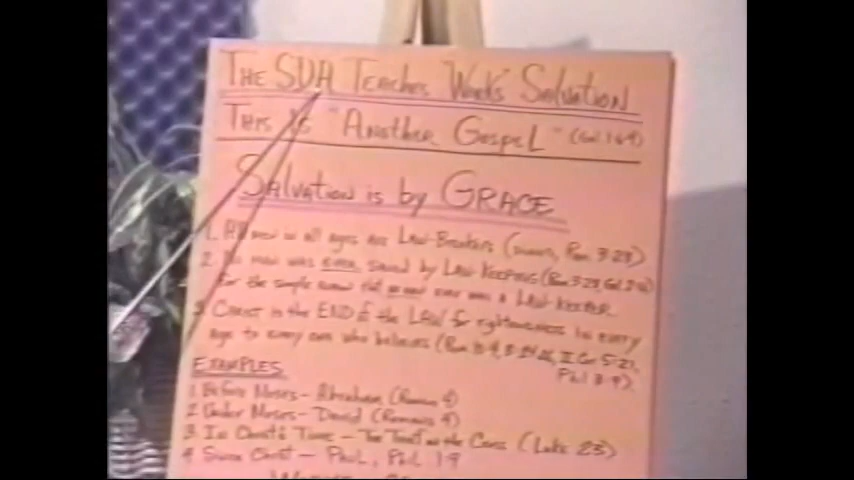 The SDA Teaches "Works" Salvation
This is "Another Gospel" (Gal. 1:6-9)
Salvation is by GRACE
1. All men in all ages are Law-Breakers (sinners, Rom. 3:23)
2. No man was ever saved by Law-Keeping (Rom 3:28, Gal. 2:16)
for the simple reason that no man ever was a Law-Keeper.
3. Christ is the END of the LAW for righteousness in every
age to every one who believes (Rom 10:4, II Cor 5:21,
Phil 3:9).
EXAMPLES
1. Before Moses - Abraham (Romans 4)
2. Under Moses - David (Romans 4)
3. In Christ's Time - The Thief on the Cross (Luke 23)
4. Since Christ - Paul, Phil. 1:9